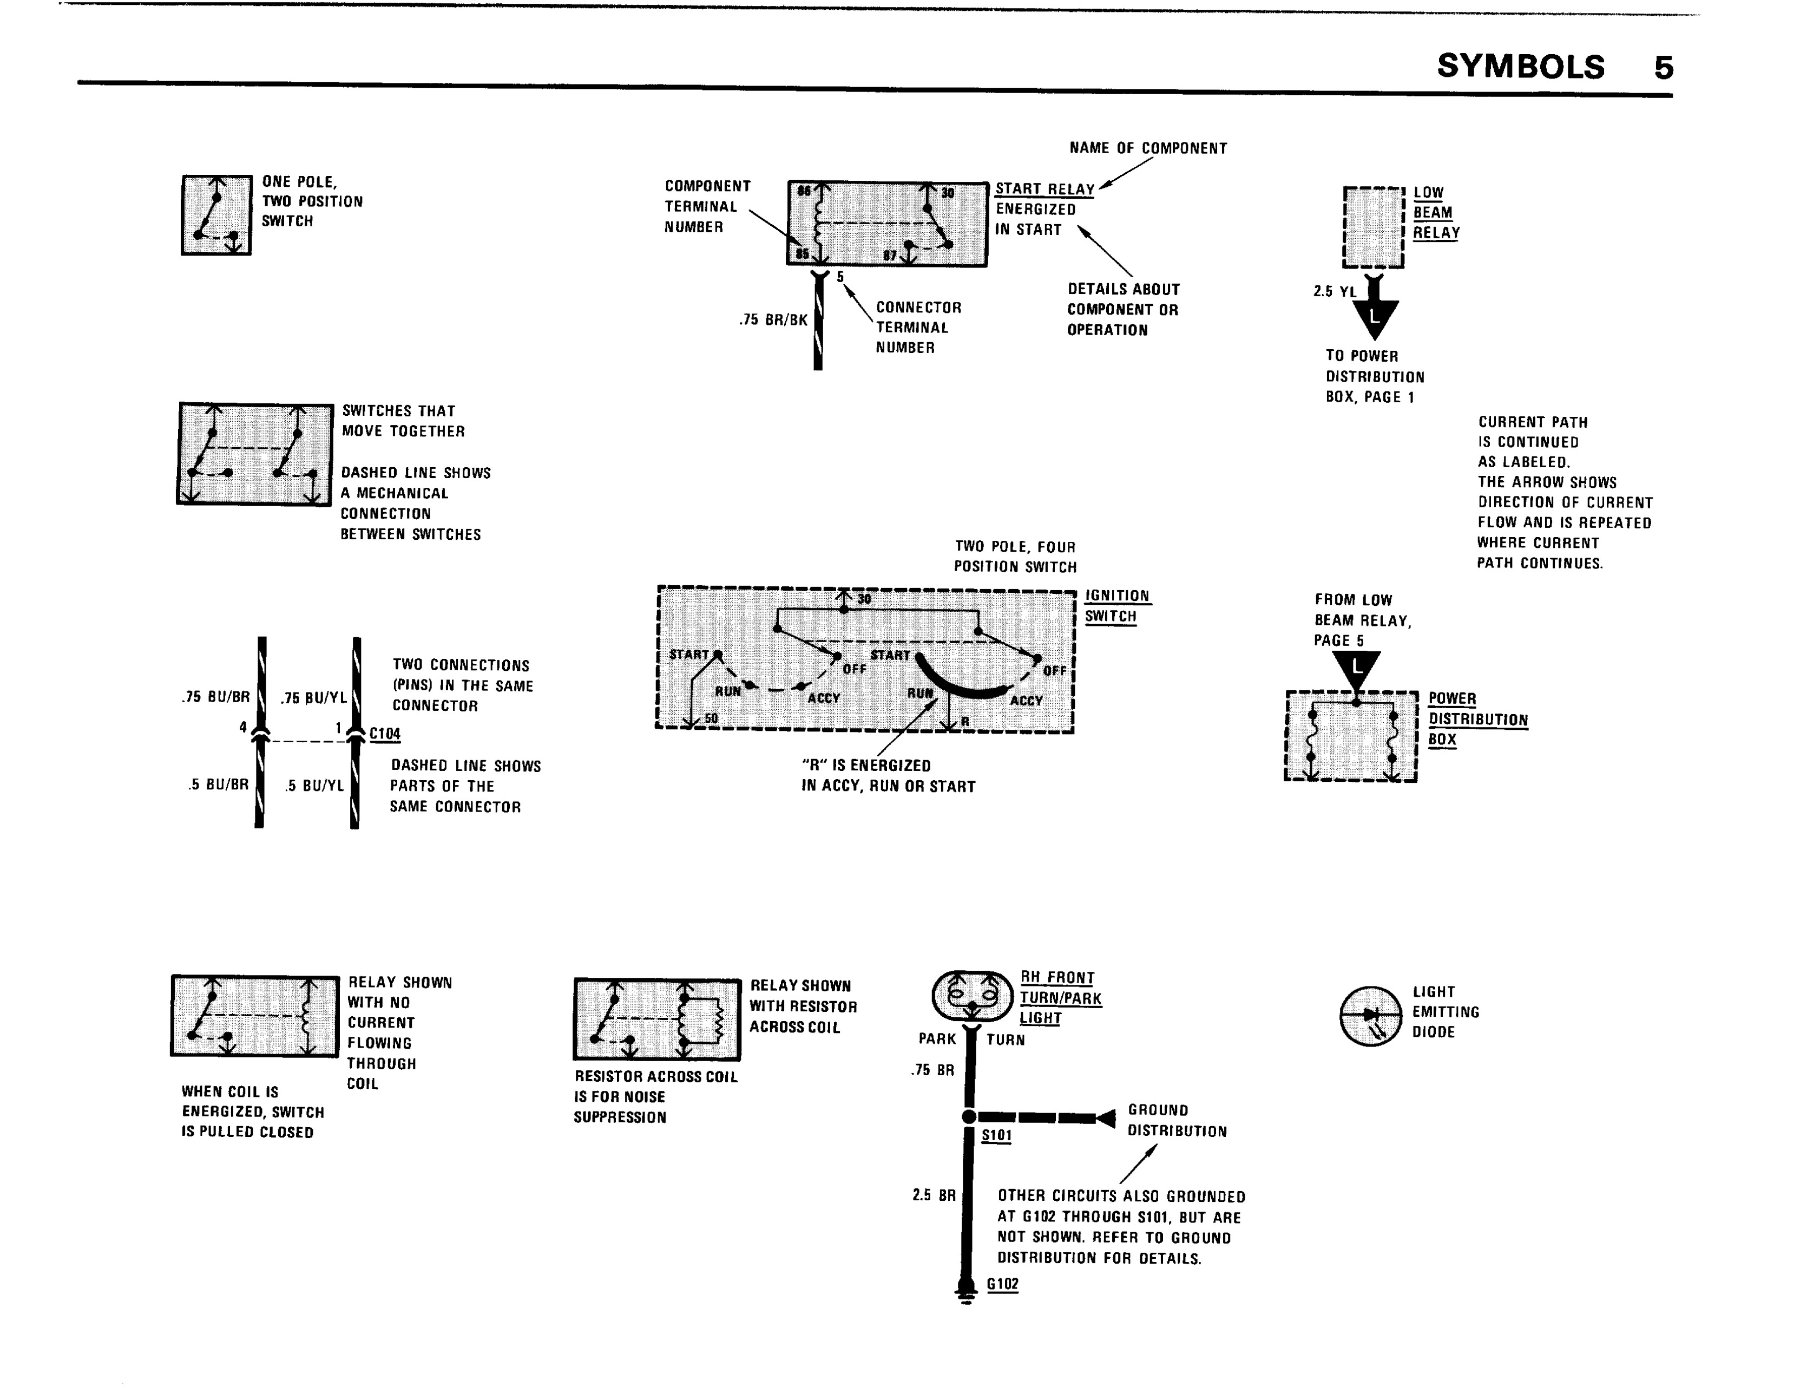 SYMBOLS 5
ONE POLE,
TWO POSITION
SWITCH
NAME OF COMPONENT
COMPONENT
TERMINAL
NUMBER
86
30
85
87
START RELAY
ENERGIZED
IN START
5
.75 BR/BK
CONNECTOR
TERMINAL
NUMBER
DETAILS ABOUT
COMPONENT OR
OPERATION
LOW
BEAM
RELAY
2.5 YL
L
TO POWER
DISTRIBUTION
BOX, PAGE 1
SWITCHES THAT
MOVE TOGETHER
DASHED LINE SHOWS
A MECHANICAL
CONNECTION
BETWEEN SWITCHES
CURRENT PATH
IS CONTINUED
AS LABELED.
THE ARROW SHOWS
DIRECTION OF CURRENT
FLOW AND IS REPEATED
WHERE CURRENT
PATH CONTINUES.
TWO POLE, FOUR
POSITION SWITCH
IGNITION
SWITCH
30
START
OFF
RUN
ACCY
50
START
OFF
RUN
ACCY
R
"R" IS ENERGIZED
IN ACCY, RUN OR START
FROM LOW
BEAM RELAY,
PAGE 5
L
POWER
DISTRIBUTION
BOX
.75 BU/BR
.75 BU/YL
TWO CONNECTIONS
(PINS) IN THE SAME
CONNECTOR
4
1
C104
DASHED LINE SHOWS
PARTS OF THE
SAME CONNECTOR
.5 BU/BR
.5 BU/YL
RELAY SHOWN
WITH NO
CURRENT
FLOWING
THROUGH
COIL
WHEN COIL IS
ENERGIZED, SWITCH
IS PULLED CLOSED
RELAY SHOWN
WITH RESISTOR
ACROSS COIL
RESISTOR ACROSS COIL
IS FOR NOISE
SUPPRESSION
RH FRONT
TURN/PARK
LIGHT
PARK
TURN
.75 BR
S101
GROUND
DISTRIBUTION
2.5 BR
OTHER CIRCUITS ALSO GROUNDED
AT G102 THROUGH S101, BUT ARE
NOT SHOWN. REFER TO GROUND
DISTRIBUTION FOR DETAILS.
G102
LIGHT
EMITTING
DIODE